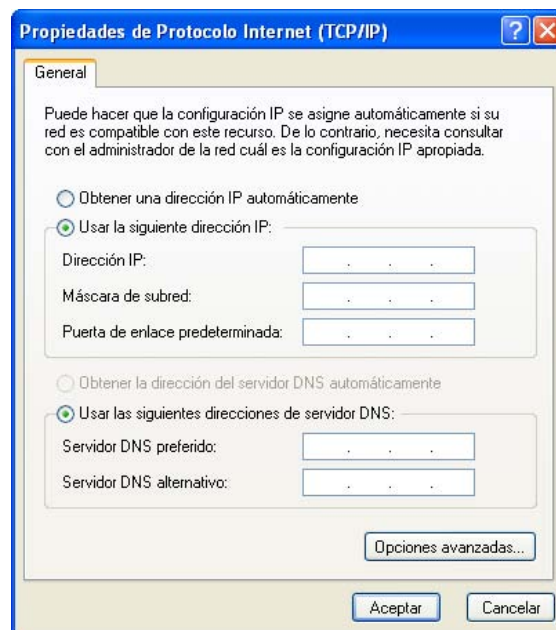 Propiedades de Protocolo Internet (TCP/IP)
General
Puede hacer que la configuración IP se asigne automáticamente si su
red es compatible con este recurso. De lo contrario, necesita consultar
con el administrador de la red cuál es la configuración IP apropiada.
Obtener una dirección IP automáticamente
Usar la siguiente dirección IP:
Dirección IP:
Máscara de subred:
Puerta de enlace predeterminada:
Obtener la dirección del servidor DNS automáticamente
Usar las siguientes direcciones de servidor DNS:
Servidor DNS preferido:
Servidor DNS alternativo:
Opciones avanzadas...
Aceptar Cancelar